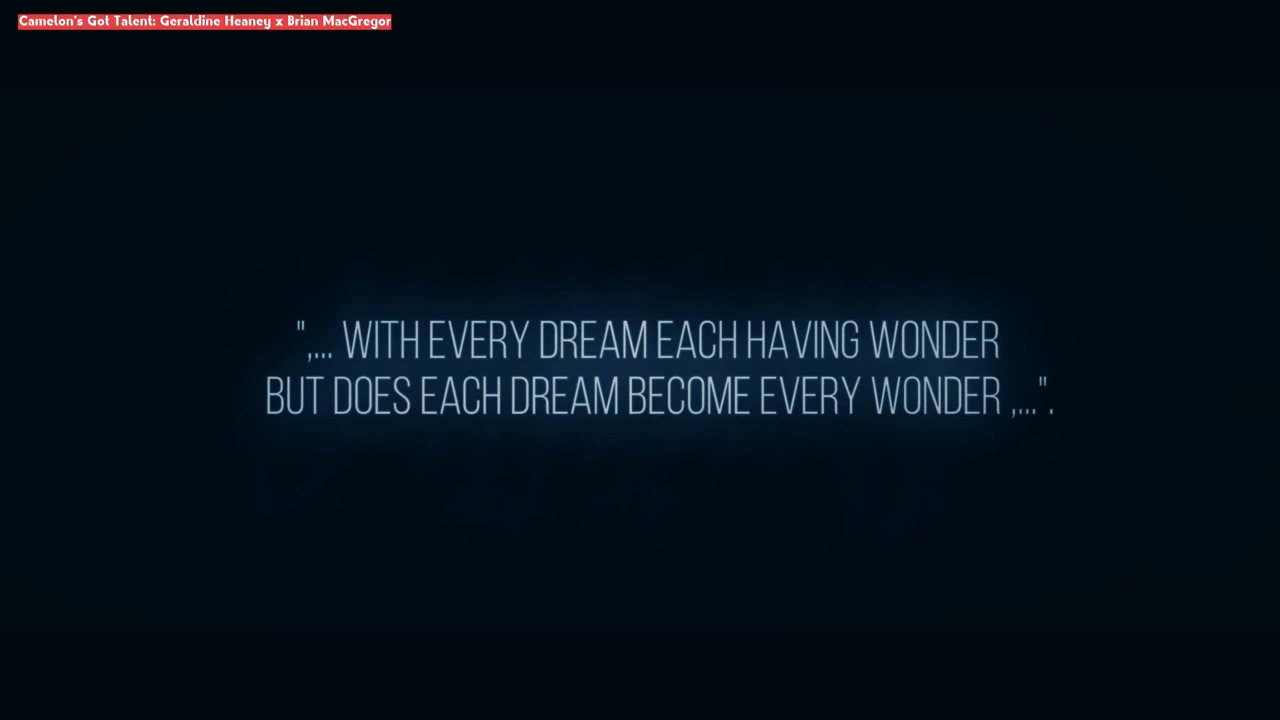 Camelon's Got Talent: Geraldine Heaney x Brian MacGregor
",... WITH EVERY DREAM EACH HAVING WONDER
BUT DOES EACH DREAM BECOME EVERY WONDER ,...".